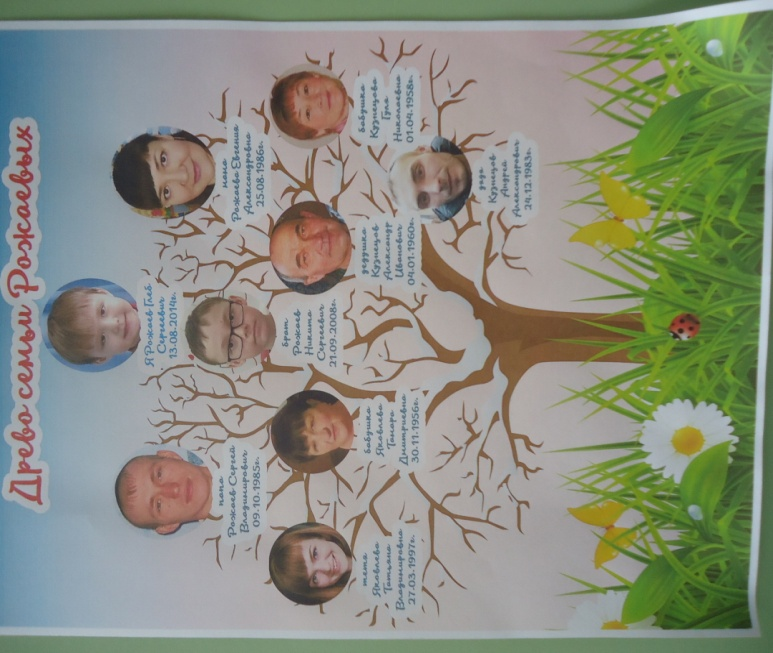 Древо семьи Рожаевых
Я Рожаев Глеб
Сергеевич
13.08.2014г.
папа
Рожаев Сергей
Владимирович
09.10.1985г.
мама
Рожаева Евгения
Александровна
25.08.1986г.
брат
Рожаев
Никита
Сергеевич
21.09.2008г.
тетя
Яковлева
Татьяна
Владимировна
27.03.1997г.
бабушка
Яковлева
Тамара
Дмитриевна
30.11.1956г.
дедушка
Кузнецов
Александр
Иванович
04.01.1960г.
бабушка
Кузнецова
Гула
Николаевна
01.04.1958г.
дядя
Кузнецов
Андрей
Александрович
24.12.1983г.